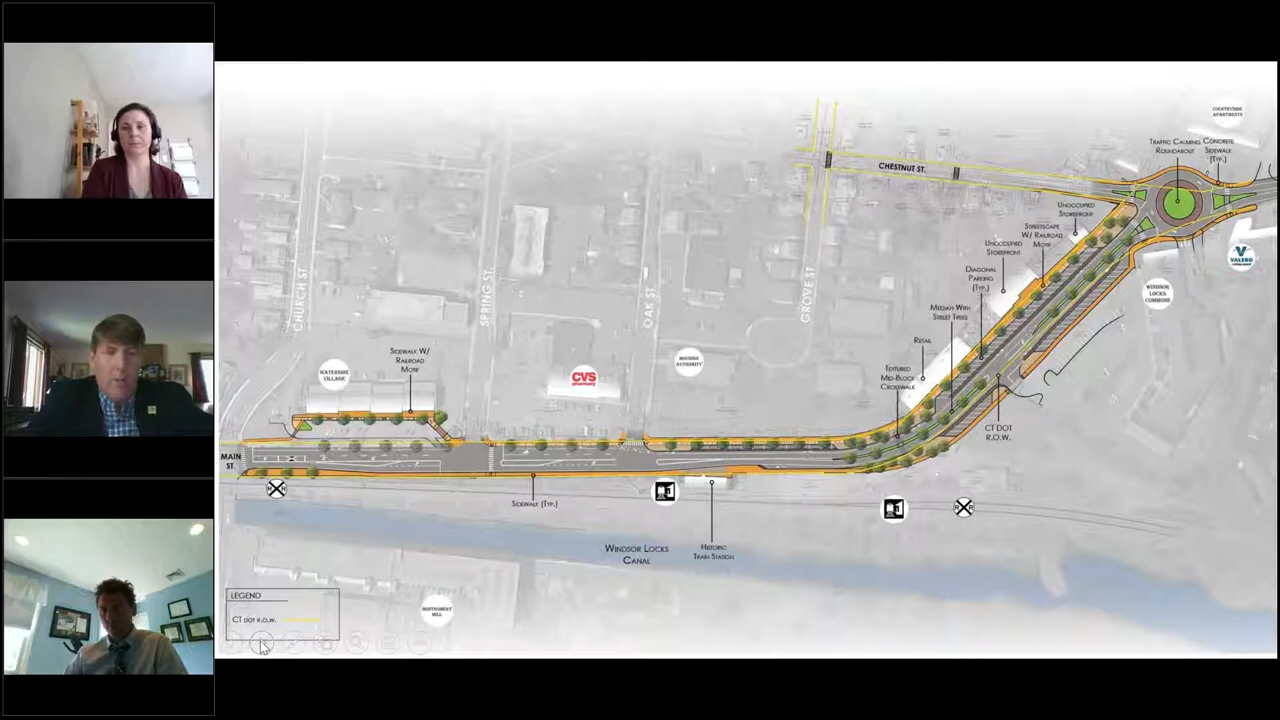 COUNTRYSIDE
APARTMENTS
TRAFFIC CALMING
ROUNDABOUT
CONCRETE
SIDEWALK
(TYP.)
CHESTNUT ST.
UNOCCUPIED
STOREFRONT
STREETSCAPE
W/ RAILROAD
MOTIF
UNOCCUPIED
STOREFRONT
DIAGONAL
PARKING
(TYP.)
MEDIAN WITH
STREET TREES
RETAIL
TEXTURED
MID-BLOCK
CROSSWALK
VALERO
WINDSOR
LOCKS
COMMONS
CHURCH ST.
SPRING ST.
OAK ST.
GROVE ST
SIDEWALK W/
RAILROAD
MOTIF
WATERSIDE
VILLAGE
CVS
pharmacy
HOUSING
AUTHORITY
CT DOT
R.O.W.
MAIN
ST.
R R
SIDEWALK (TYP.)
R R
WINDSOR LOCKS
CANAL
HISTORIC
TRAIN STATION
LEGEND
CT DOT R.O.W.
MONTGOMERY
MILL